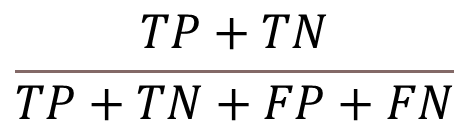 TP + TN
TP + TN + FP + FN